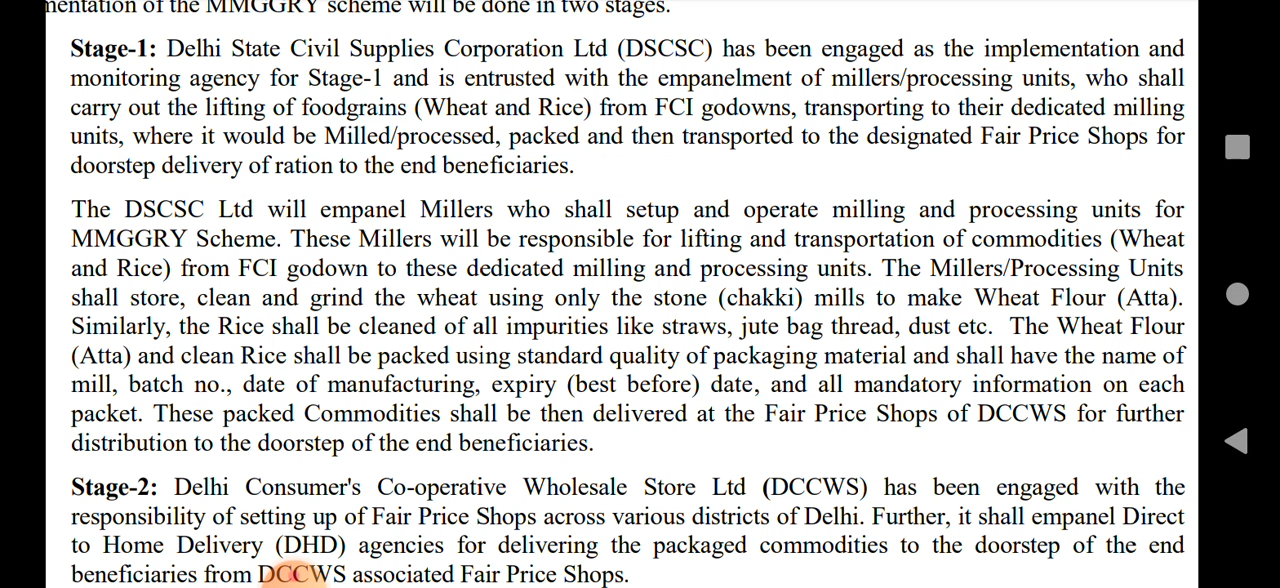 mentation of the MMGGRY scheme will be done in two stages.
Stage-1: Delhi State Civil Supplies Corporation Ltd (DSCSC) has been engaged as the implementation and
monitoring agency for Stage-1 and is entrusted with the empanelment of millers/processing units, who shall
carry out the lifting of foodgrains (Wheat and Rice) from FCI godowns, transporting to their dedicated milling
units, where it would be Milled/processed, packed and then transported to the designated Fair Price Shops for
doorstep delivery of ration to the end beneficiaries.
The DSCSC Ltd will empanel Millers who shall setup and operate milling and processing units for
MMGGRY Scheme. These Millers will be responsible for lifting and transportation of commodities (Wheat
and Rice) from FCI godown to these dedicated milling and processing units. The Millers/Processing Units
shall store, clean and grind the wheat using only the stone (chakki) mills to make Wheat Flour (Atta).
Similarly, the Rice shall be cleaned of all impurities like straws, jute bag thread, dust etc. The Wheat Flour
(Atta) and clean Rice shall be packed using standard quality of packaging material and shall have the name of
mill, batch no., date of manufacturing, expiry (best before) date, and all mandatory information on each
packet. These packed Commodities shall be then delivered at the Fair Price Shops of DCCWS for further
distribution to the doorstep of the end beneficiaries.
Stage-2: Delhi Consumer's Co-operative Wholesale Store Ltd (DCCWS) has been engaged with the
responsibility of setting up of Fair Price Shops across various districts of Delhi. Further, it shall empanel Direct
to Home Delivery (DHD) agencies for delivering the packaged commodities to the doorstep of the end
beneficiaries from DCCWS associated Fair Price Shops.